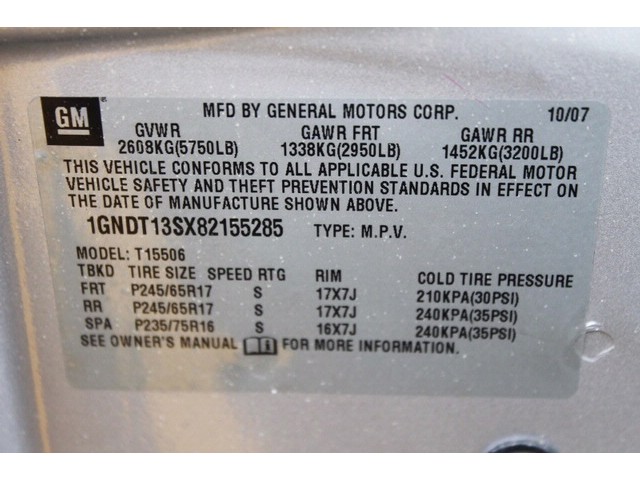 GM MFD BY GENERAL MOTORS CORP. 10/07
GVWR GAWR FRT GAWR RR
2608KG(5750LB) 1338KG(2950LB) 1452KG(3200LB)
THIS VEHICLE CONFORMS TO ALL APPLICABLE U.S. FEDERAL MOTOR
VEHICLE SAFETY AND THEFT PREVENTION STANDARDS IN EFFECT ON
THE DATE OF MANUFACTURE SHOWN ABOVE.
1GNDT13SX82155285 TYPE: M.P.V.
MODEL: T15506
TBKD TIRE SIZE SPEED RTG RIM COLD TIRE PRESSURE
FRT P245/65R17 S 17X7J 210KPA(30PSI)
RR P245/65R17 S 17X7J 240KPA(35PSI)
SPA P235/75R16 S 16X7J 240KPA(35PSI)
SEE OWNER'S MANUAL FOR MORE INFORMATION.